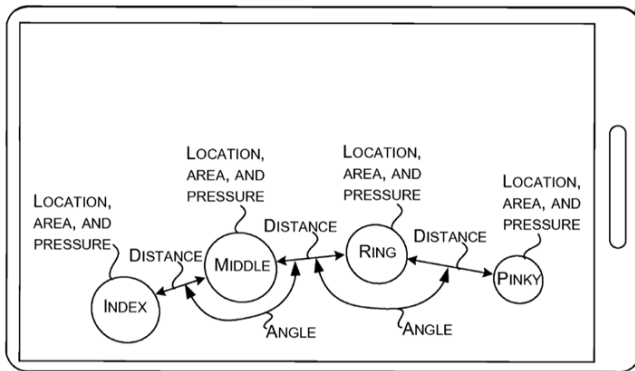 LOCATION,
AREA, AND
PRESSURE
LOCATION,
AREA, AND
PRESSURE
LOCATION,
AREA, AND
PRESSURE
LOCATION,
AREA, AND
PRESSURE
DISTANCE
DISTANCE
DISTANCE
INDEX
MIDDLE
RING
PINKY
ANGLE
ANGLE